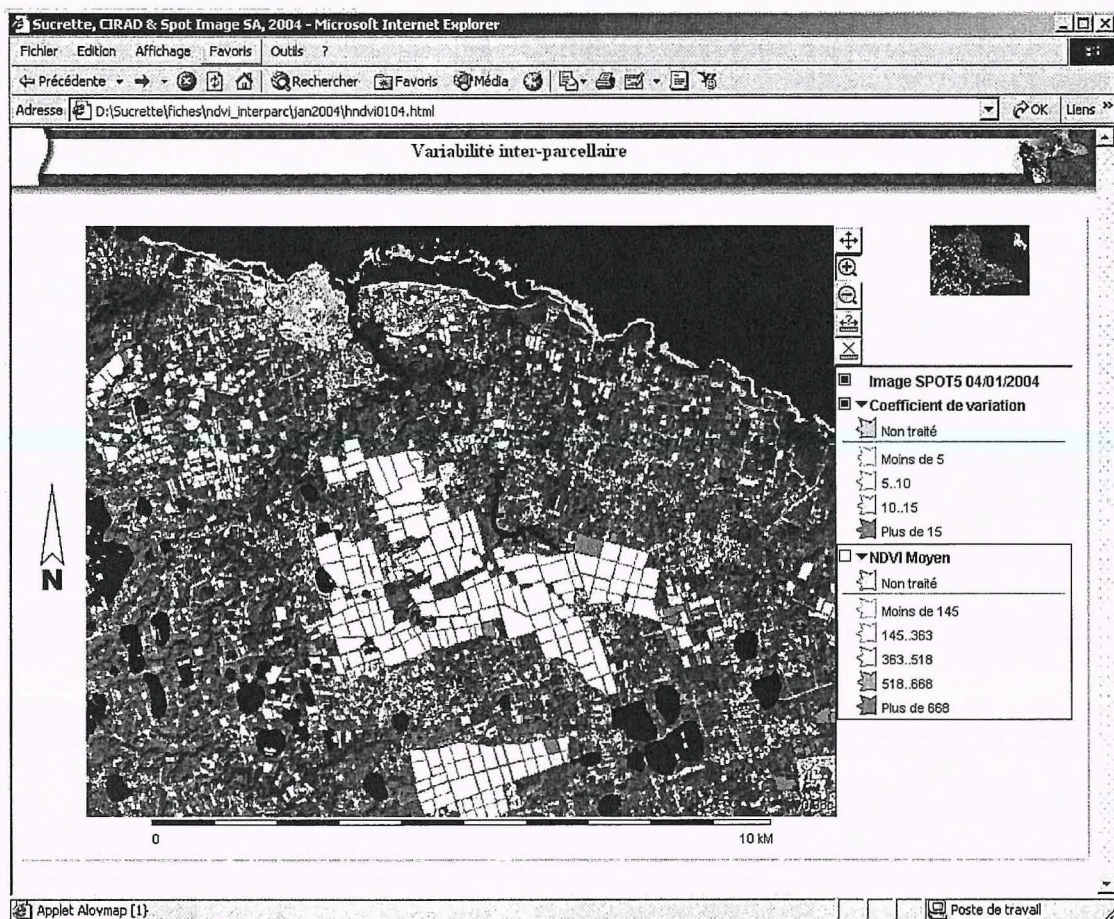 Sucrette, CIRAD & Spot Image SA, 2004 - Microsoft Internet Explorer
Fichier Edition Affichage Favoris Outils ?
Précédente Rechercher Favoris Média
Adresse D:\Sucrette\fiches\ndvi_interparc\jan2004\hndvi0104.html OK Liens »
Variabilité inter-parcellaire
Image SPOT5 04/01/2004
Coefficient de variation
Non traité
Moins de 5
5..10
10..15
Plus de 15
NDVI Moyen
Non traité
Moins de 145
145..363
363..518
518..668
Plus de 668
N
0 10 kM
Applet Alovmap [1] Poste de travail